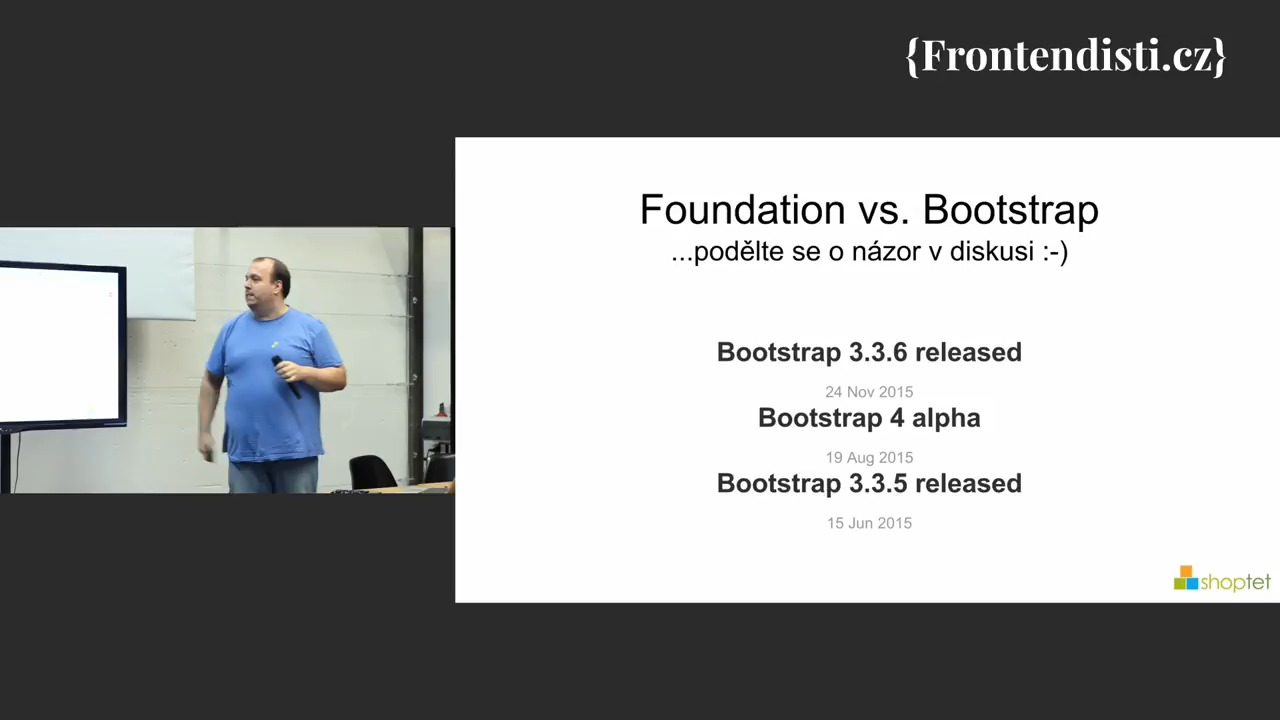 {Frontendisti.cz}
Foundation vs. Bootstrap
...podělte se o názor v diskusi :-)
Bootstrap 3.3.6 released
24 Nov 2015
Bootstrap 4 alpha
19 Aug 2015
Bootstrap 3.3.5 released
15 Jun 2015
shoptet